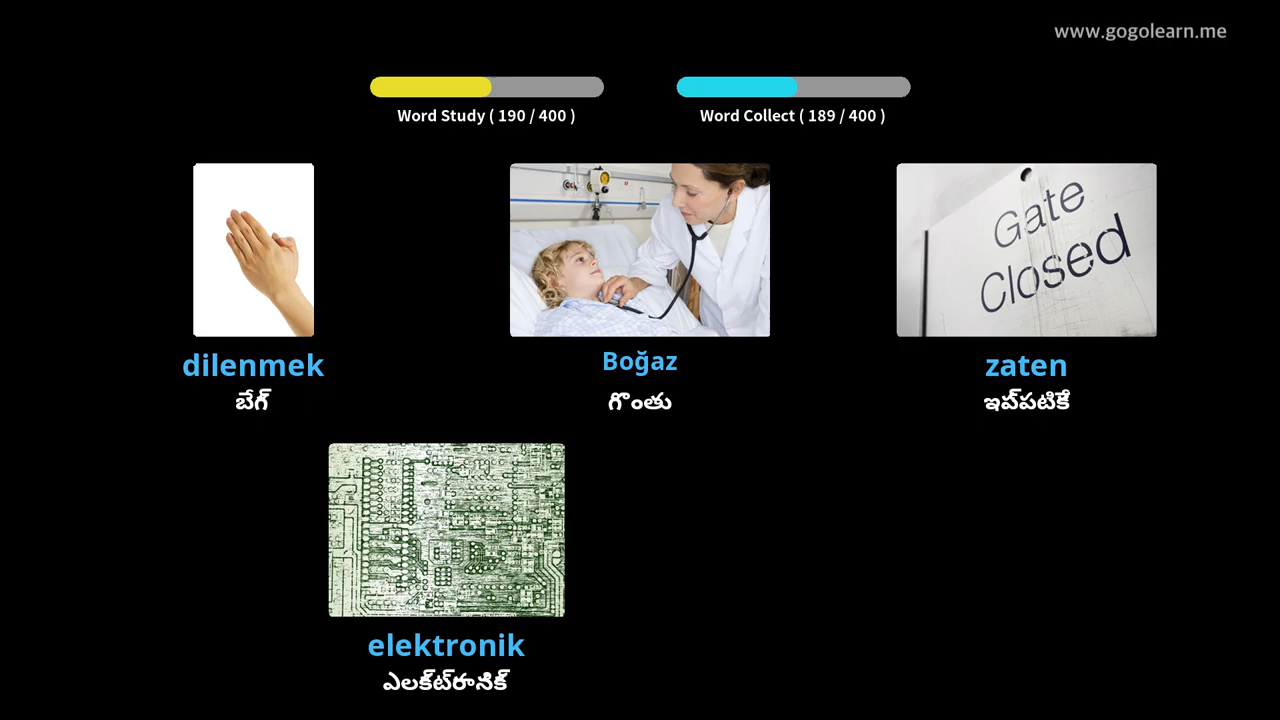 www.gogolearn.me
Word Study ( 190 / 400 )
Word Collect ( 189 / 400 )
Gate
Closed
dilenmek
Boğaz
zaten
బేగ్
గొంతు
ఇప్పటికే
elektronik
ఎలక్ట్రానిక్